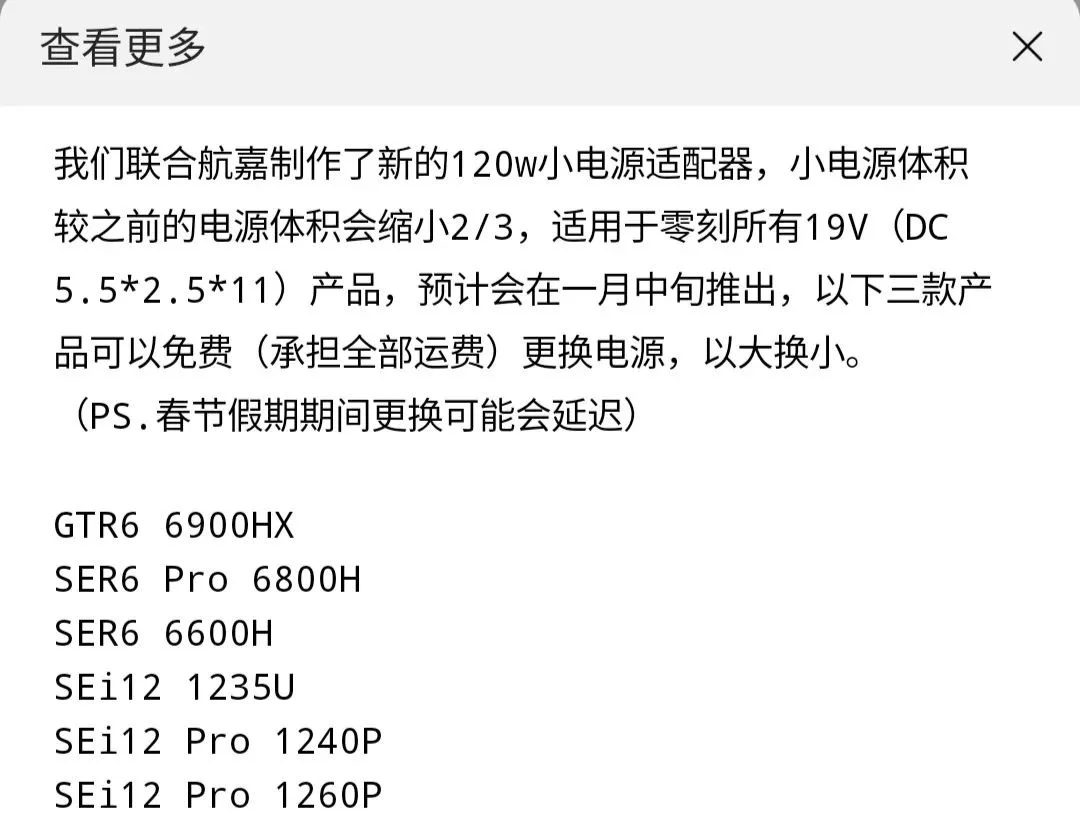 查看更多
我们联合航嘉制作了新的120w小电源适配器，小电源体积
较之前的电源体积会缩小2/3，适用于零刻所有19V（DC
5.5*2.5*11）产品，预计会在一月中旬推出，以下三款产
品可以免费（承担全部运费）更换电源，以大换小。
（PS.春节假期期间更换可能会延迟）
GTR6 6900HX
SER6 Pro 6800H
SER6 6600H
SEi12 1235U
SEi12 Pro 1240P
SEi12 Pro 1260P